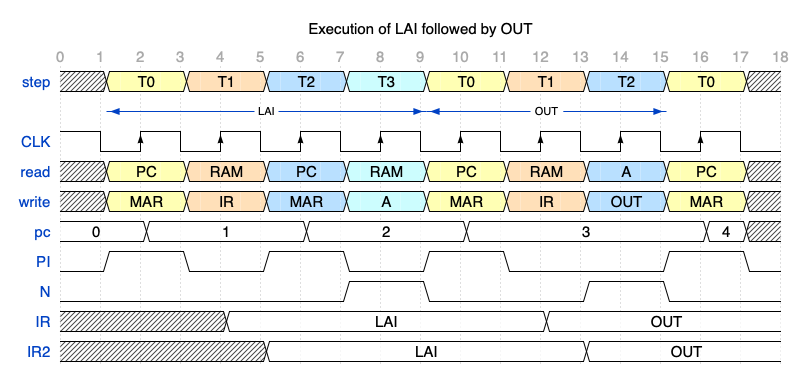 Execution of LAI followed by OUT
0 1 2 3 4 5 6 7 8 9 10 11 12 13 14 15 16 17 18
step T0 T1 T2 T3 T0 T1 T2 T0
LAI OUT
CLK
read PC RAM PC RAM PC RAM A PC
write MAR IR MAR A MAR IR OUT MAR
pc 0 1 2 3 4
PI
N
IR LAI OUT
IR2 LAI OUT